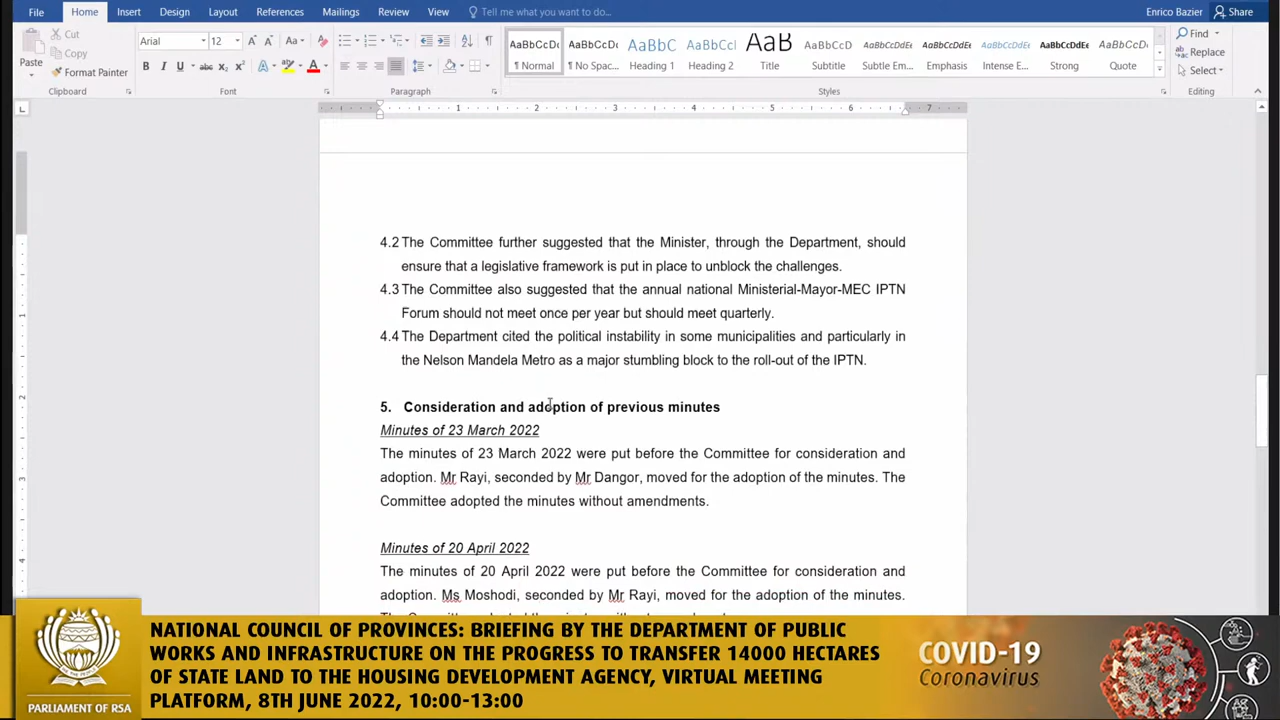 File Home Insert Design Layout References Mailings Review View Tell me what you want to do... Enrico Bazier Share
Cut
Copy
Paste
Format Painter
Arial 12
AaBbCcDc AaBbCcDc AaBbC AaBbCcI AaB AaBbCcD AaBbCcDdEe AaBbCcDdEe AaBbCcDdEe AaBbCcDdEe AaBbCcDdEe
¶ Normal ¶ No Spac... Heading 1 Heading 2 Title Subtitle Subtle Em... Emphasis Intense E... Strong Quote
Find
Replace
Select
Clipboard Font Paragraph Styles Editing
1 2 3 4 5 6 7
4.2 The Committee further suggested that the Minister, through the Department, should
ensure that a legislative framework is put in place to unblock the challenges.
4.3 The Committee also suggested that the annual national Ministerial-Mayor-MEC IPTN
Forum should not meet once per year but should meet quarterly.
4.4 The Department cited the political instability in some municipalities and particularly in
the Nelson Mandela Metro as a major stumbling block to the roll-out of the IPTN.
5. Consideration and adoption of previous minutes
Minutes of 23 March 2022
The minutes of 23 March 2022 were put before the Committee for consideration and
adoption. Mr Rayi, seconded by Mr Dangor, moved for the adoption of the minutes. The
Committee adopted the minutes without amendments.
Minutes of 20 April 2022
The minutes of 20 April 2022 were put before the Committee for consideration and
adoption. Ms Moshodi, seconded by Mr Rayi, moved for the adoption of the minutes.
NATIONAL COUNCIL OF PROVINCES: BRIEFING BY THE DEPARTMENT OF PUBLIC
WORKS AND INFRASTRUCTURE ON THE PROGRESS TO TRANSFER 14000 HECTARES
OF STATE LAND TO THE HOUSING DEVELOPMENT AGENCY, VIRTUAL MEETING
PLATFORM, 8TH JUNE 2022, 10:00-13:00
PARLIAMENT OF RSA
COVID-19
Coronavirus